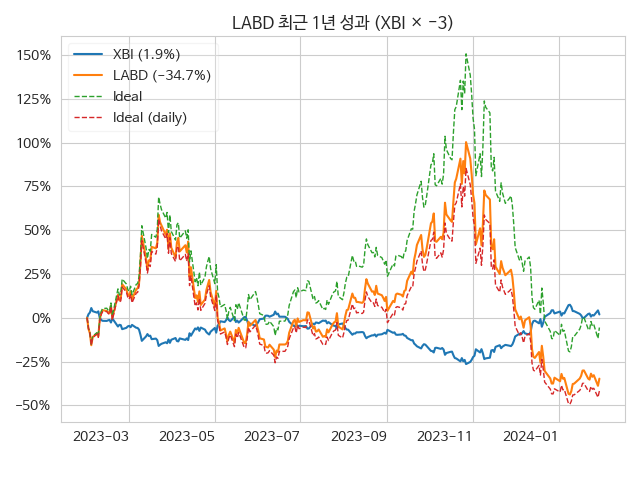 LABD 최근 1년 성과 (XBI × −3)
XBI (1.9%)
LABD (−34.7%)
Ideal
Ideal (daily)
150%
125%
100%
75%
50%
25%
0%
−25%
−50%
2023−03 2023−05 2023−07 2023−09 2023−11 2024−01